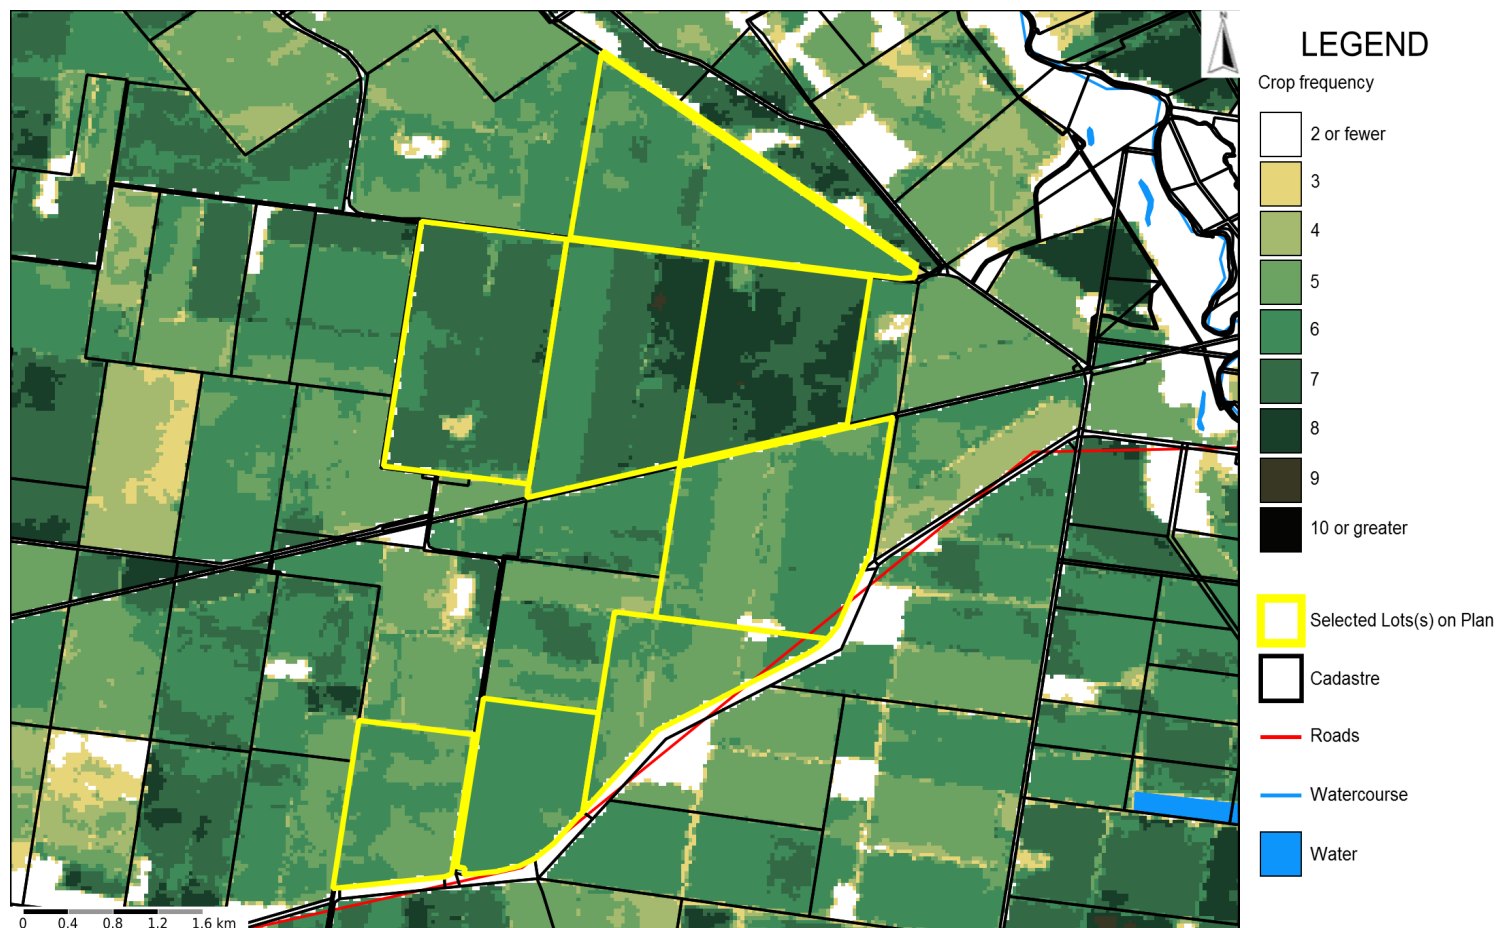 N
LEGEND
Crop frequency
2 or fewer
3
4
5
6
7
8
9
10 or greater
Selected Lots(s) on Plan
Cadastre
Roads
Watercourse
Water
0 0.4 0.8 1.2 1.6 km